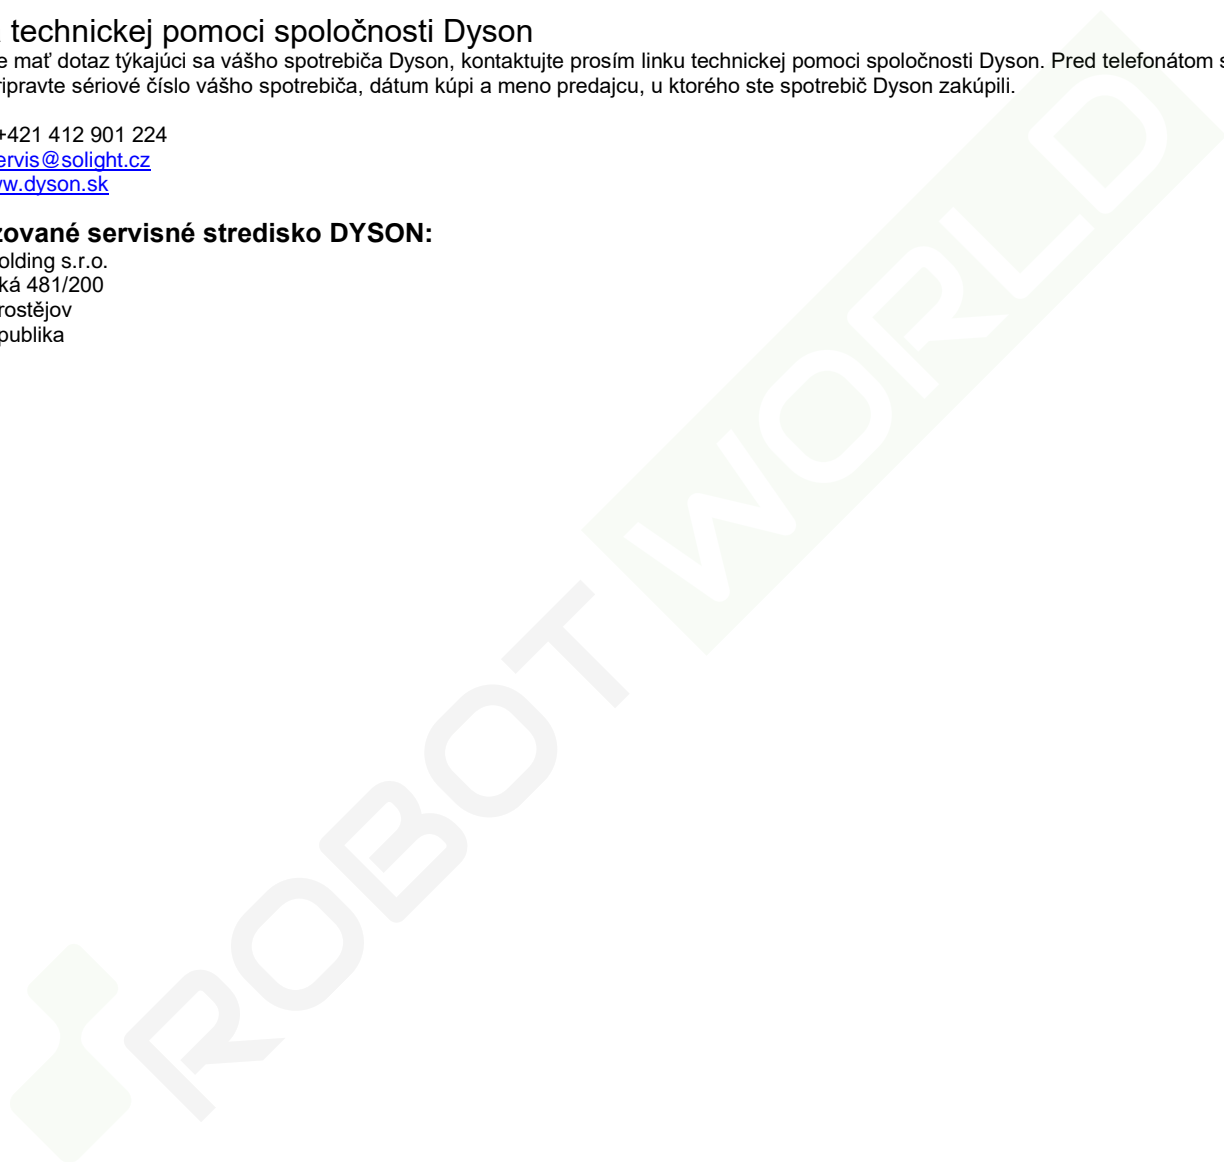 technickej pomoci spoločnosti Dyson
mať dotaz týkajúci sa vášho spotrebiča Dyson, kontaktujte prosím linku technickej pomoci spoločnosti Dyson. Pred telefonátom
sériové číslo vášho spotrebiča, dátum kúpi a meno predajcu, u ktorého ste spotrebič Dyson zakúpili.
+421 412 901 224
ervis@solight.cz
w.dyson.sk
zované servisné stredisko DYSON:
olding s.r.o.
ká 481/200
rostějov
publika
ROBOT WORLD